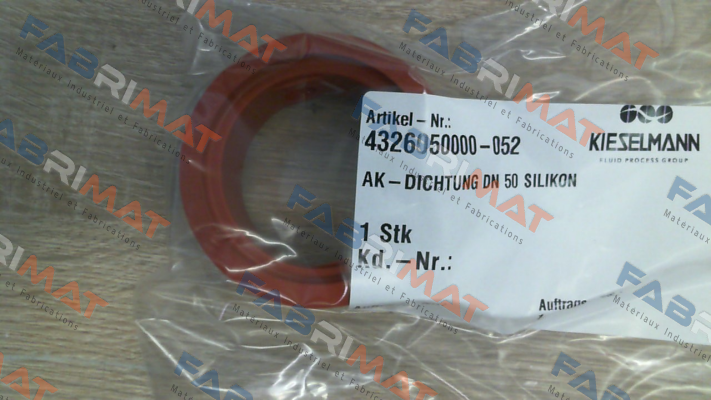 Artikel – Nr.:
4326050000-052
KIESELMANN
FLUID PROCESS GROUP
AK – DICHTUNG DN 50 SILIKON
1 Stk
Kd.-Nr.:
Auftrags
FABRIMAT
Matériaux Industriel et Fabrications